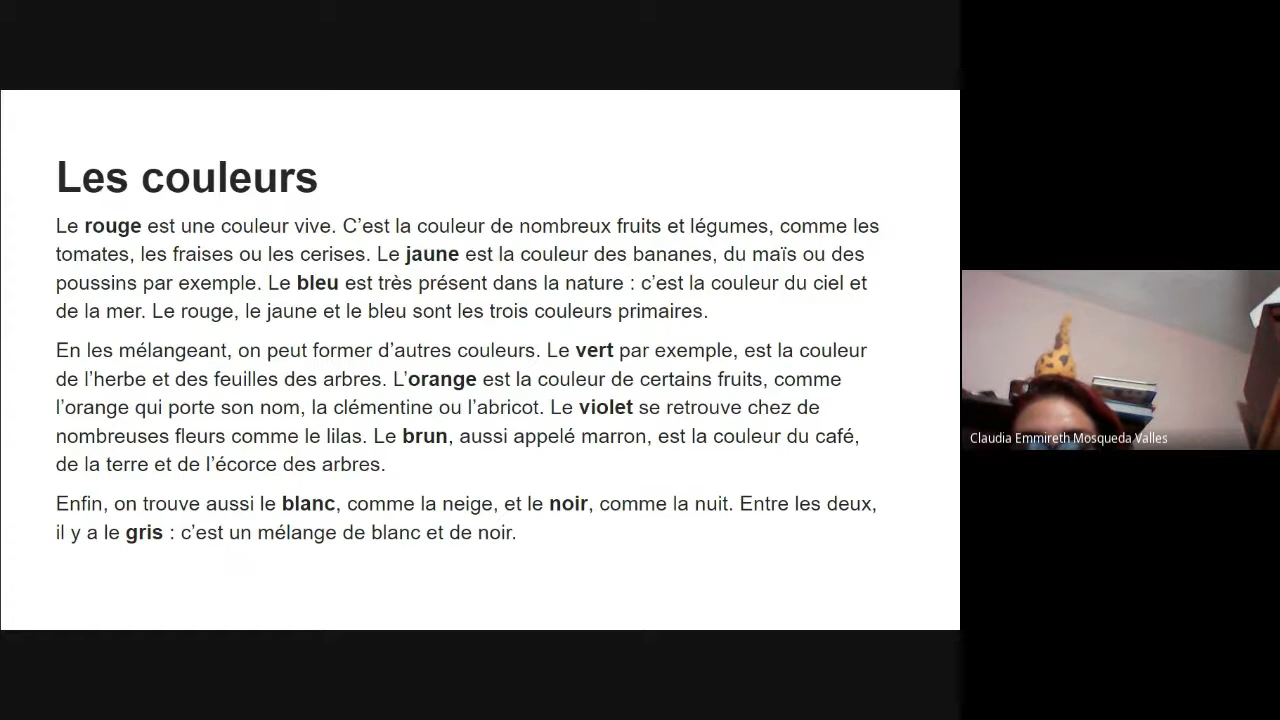 Les couleurs
Le rouge est une couleur vive. C’est la couleur de nombreux fruits et légumes, comme les
tomates, les fraises ou les cerises. Le jaune est la couleur des bananes, du maïs ou des
poussins par exemple. Le bleu est très présent dans la nature : c’est la couleur du ciel et
de la mer. Le rouge, le jaune et le bleu sont les trois couleurs primaires.
En les mélangeant, on peut former d’autres couleurs. Le vert par exemple, est la couleur
de l’herbe et des feuilles des arbres. L’orange est la couleur de certains fruits, comme
l’orange qui porte son nom, la clémentine ou l’abricot. Le violet se retrouve chez de
nombreuses fleurs comme le lilas. Le brun, aussi appelé marron, est la couleur du café,
de la terre et de l’écorce des arbres.
Enfin, on trouve aussi le blanc, comme la neige, et le noir, comme la nuit. Entre les deux,
il y a le gris : c’est un mélange de blanc et de noir.
Claudia Emmireth Mosqueda Valles